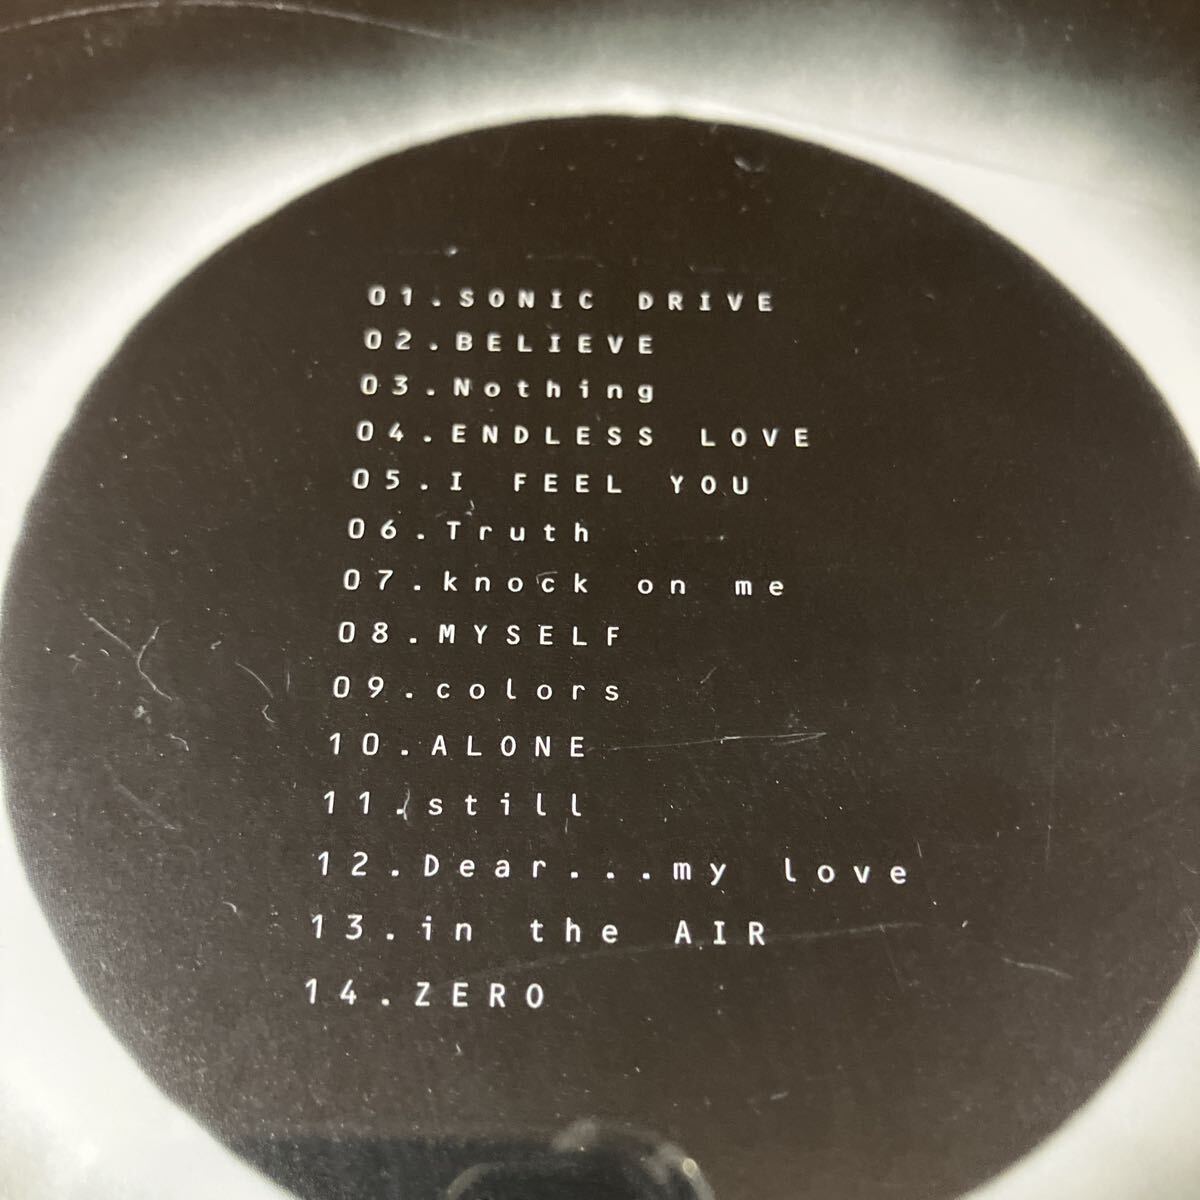 01.SONIC DRIVE
02.BELIEVE
03.Nothing
04.ENDLESS LOVE
05.I FEEL YOU
06.Truth
07.knock on me
08.MYSELF
09.colors
10.ALONE
11.still
12.Dear...my love
13.in the AIR
14.ZERO